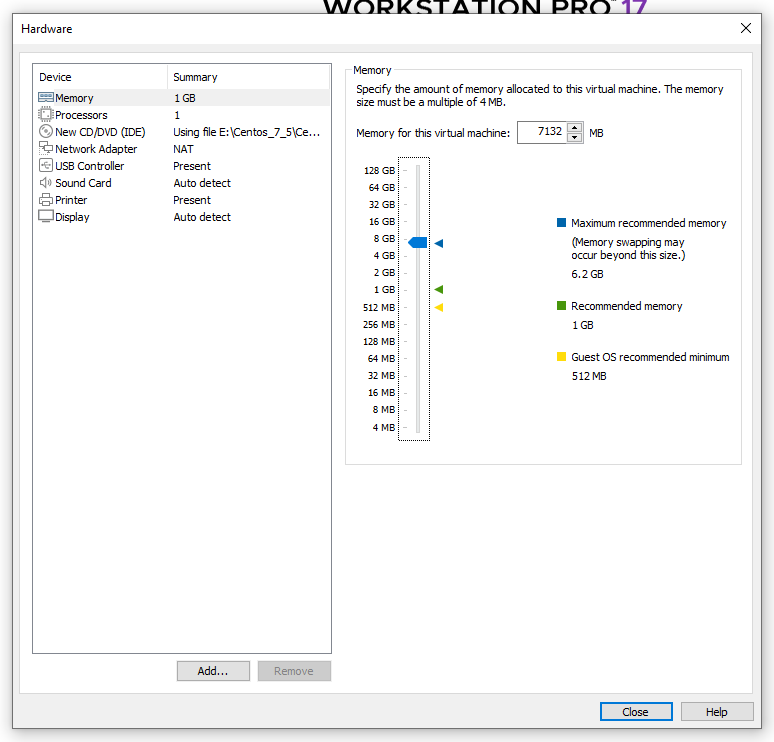 WORKSTATION PRO™ 17
Hardware
Device Summary
Memory 1 GB
Processors 1
New CD/DVD (IDE) Using file E:\Centos_7_5\Ce...
Network Adapter NAT
USB Controller Present
Sound Card Auto detect
Printer Present
Display Auto detect
Add...
Remove
Memory
Specify the amount of memory allocated to this virtual machine. The memory
size must be a multiple of 4 MB.
Memory for this virtual machine: 7132 MB
128 GB
64 GB
32 GB
16 GB
8 GB
4 GB
2 GB
1 GB
512 MB
256 MB
128 MB
64 MB
32 MB
16 MB
8 MB
4 MB
Maximum recommended memory
(Memory swapping may
occur beyond this size.)
6.2 GB
Recommended memory
1 GB
Guest OS recommended minimum
512 MB
Close
Help